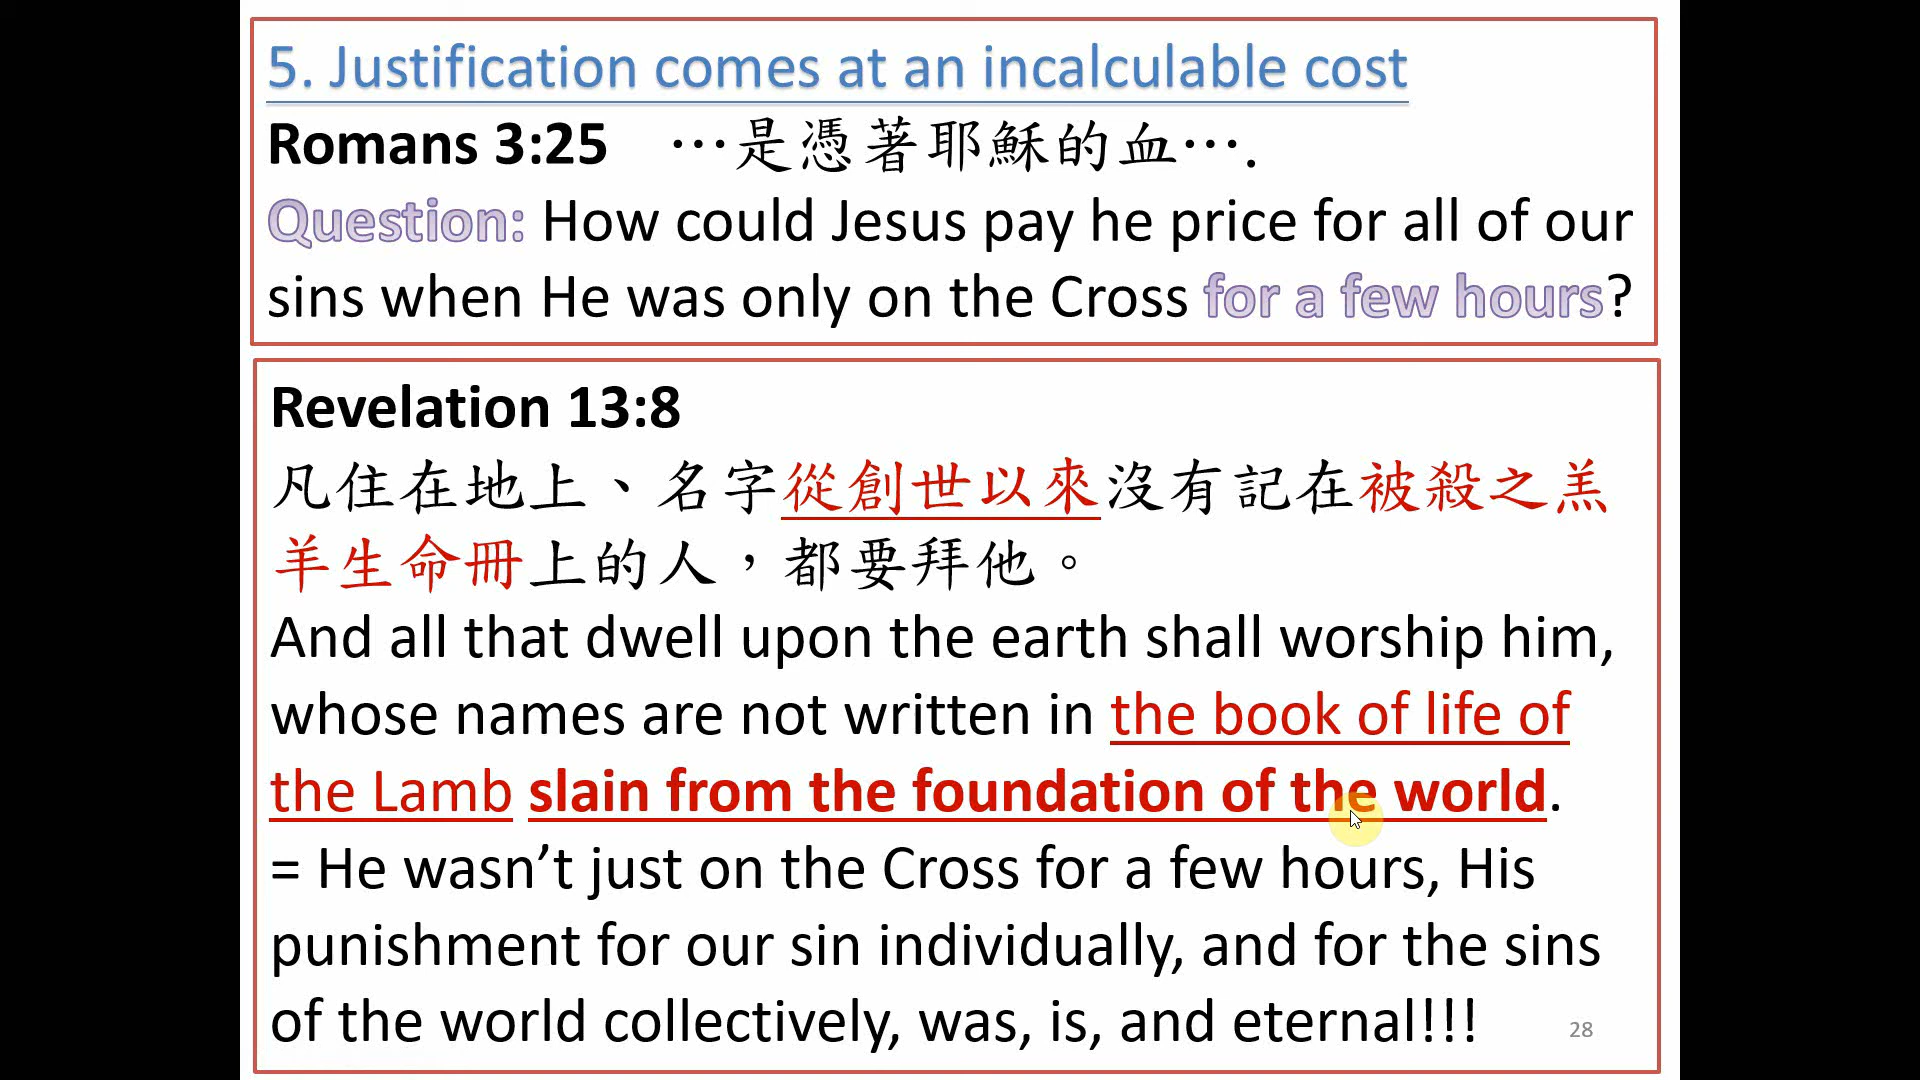 5. Justification comes at an incalculable cost
Romans 3:25 …是憑著耶穌的血….
Question: How could Jesus pay he price for all of our
sins when He was only on the Cross for a few hours?
Revelation 13:8
凡住在地上、名字從創世以來沒有記在被殺之羔
羊生命冊上的人，都要拜他。
And all that dwell upon the earth shall worship him,
whose names are not written in the book of life of
the Lamb slain from the foundation of the world.
= He wasn’t just on the Cross for a few hours, His
punishment for our sin individually, and for the sins
of the world collectively, was, is, and eternal!!!
28